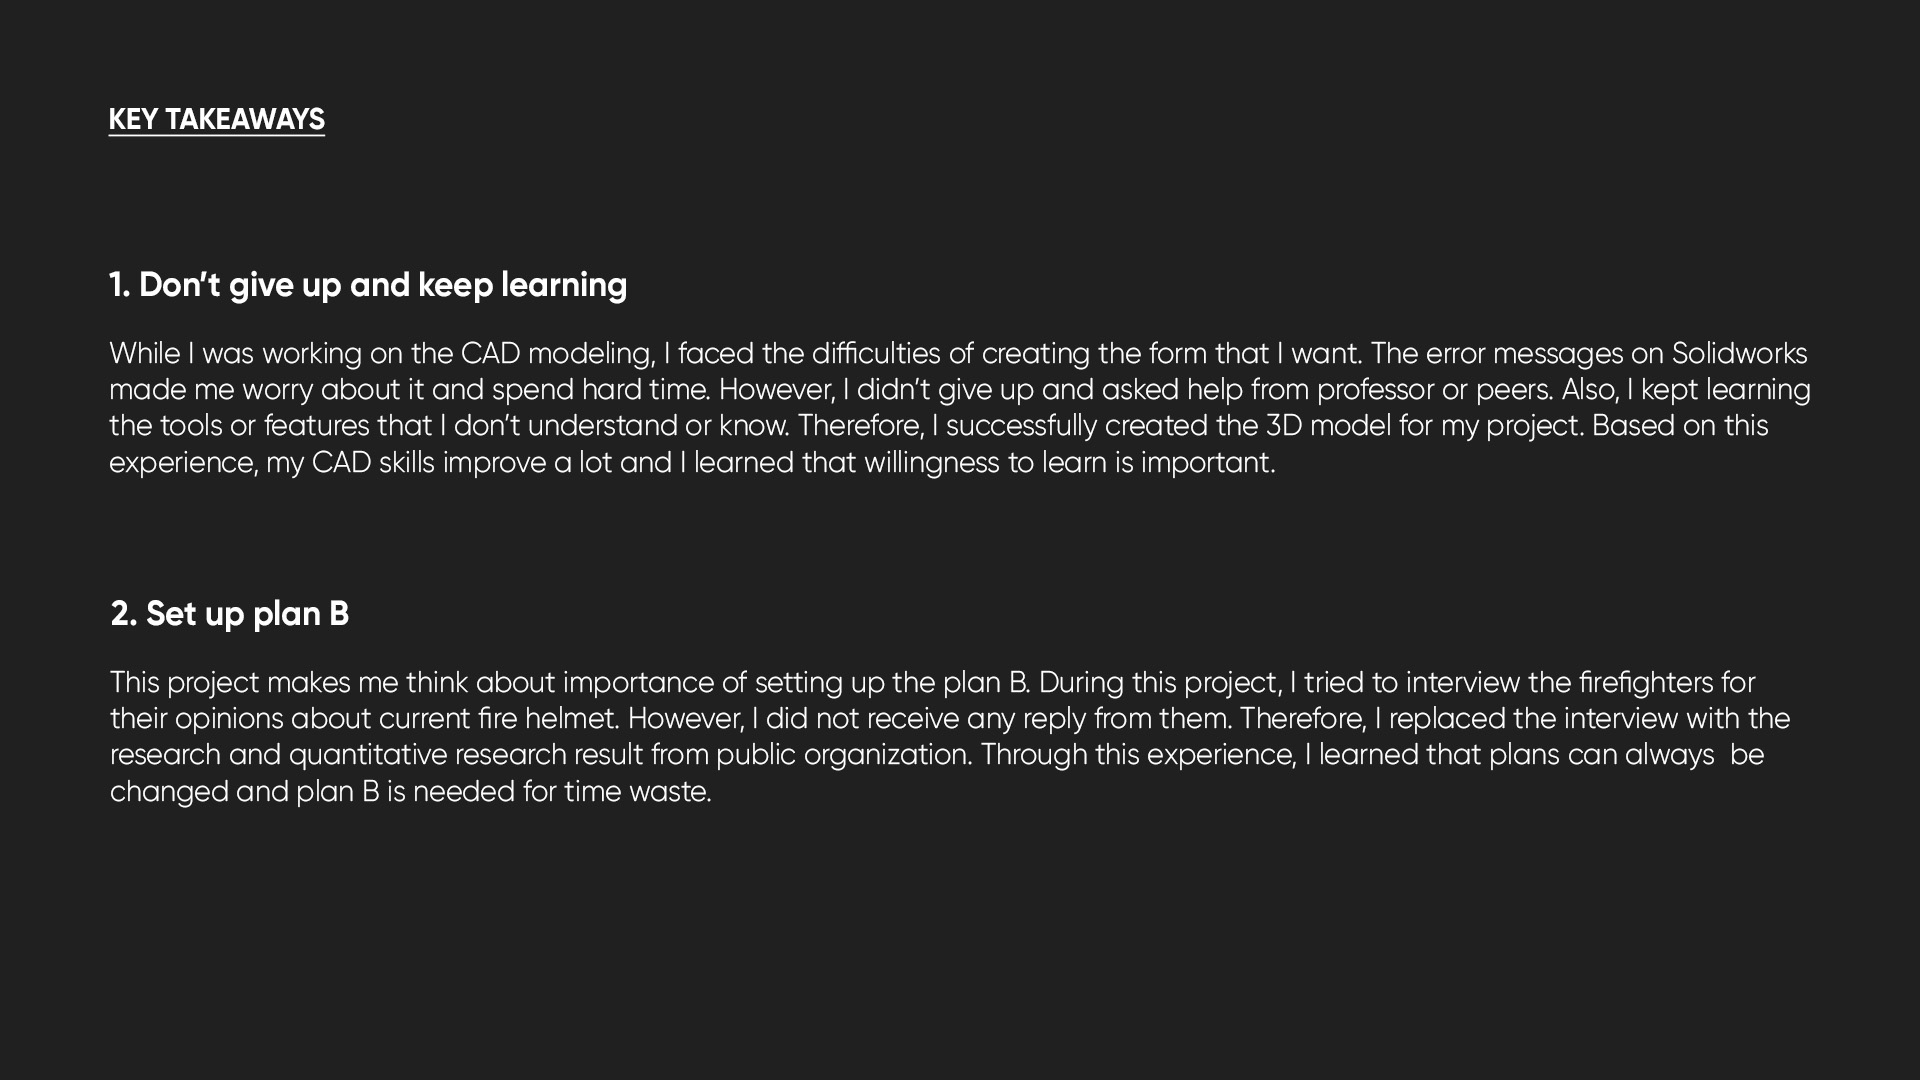 KEY TAKEAWAYS
1. Don’t give up and keep learning
While I was working on the CAD modeling, I faced the difficulties of creating the form that I want. The error messages on Solidworks
made me worry about it and spend hard time. However, I didn’t give up and asked help from professor or peers. Also, I kept learning
the tools or features that I don’t understand or know. Therefore, I successfully created the 3D model for my project. Based on this
experience, my CAD skills improve a lot and I learned that willingness to learn is important.
2. Set up plan B
This project makes me think about importance of setting up the plan B. During this project, I tried to interview the firefighters for
their opinions about current fire helmet. However, I did not receive any reply from them. Therefore, I replaced the interview with the
research and quantitative research result from public organization. Through this experience, I learned that plans can always  be
changed and plan B is needed for time waste.